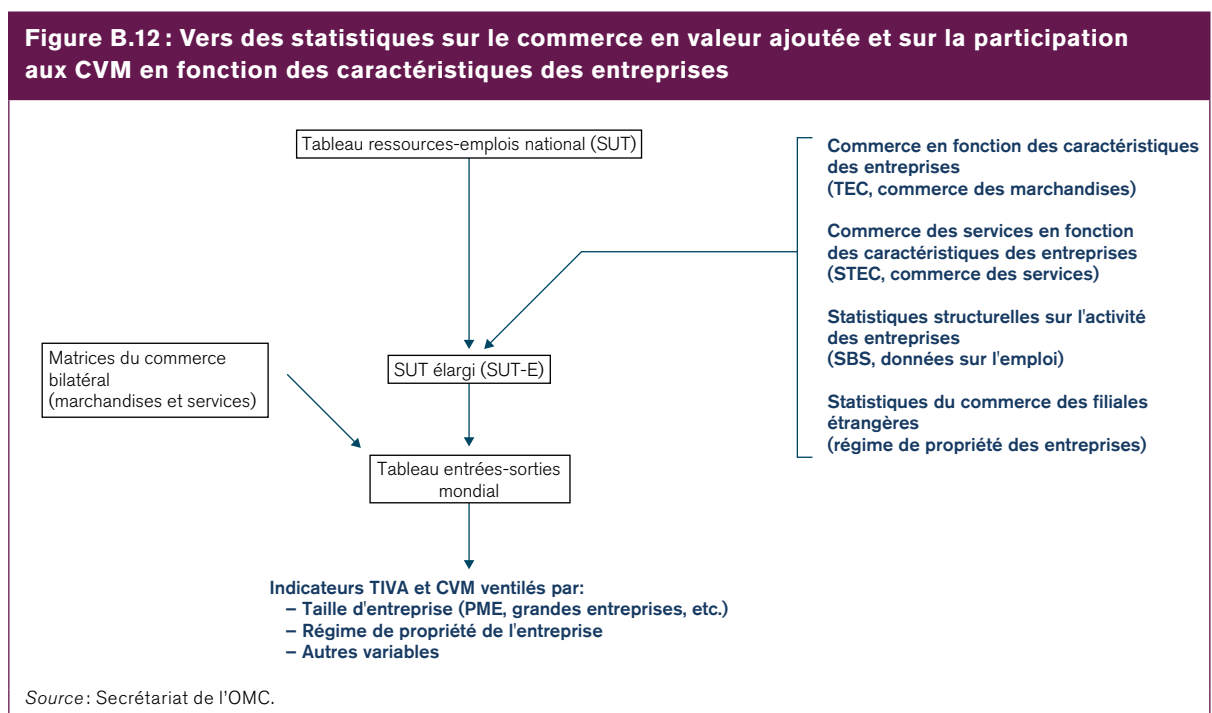 Figure B.12 : Vers des statistiques sur le commerce en valeur ajoutée et sur la participation
aux CVM en fonction des caractéristiques des entreprises
Tableau ressources-emplois national (SUT)
Commerce en fonction des caractéristiques
des entreprises
(TEC, commerce des marchandises)
Commerce des services en fonction
des caractéristiques des entreprises
(STEC, commerce des services)
Statistiques structurelles sur l'activité
des entreprises
(SBS, données sur l'emploi)
Statistiques du commerce des filiales
étrangères
(régime de propriété des entreprises)
Matrices du commerce
bilatéral
(marchandises et services)
SUT élargi (SUT-E)
Tableau entrées-sorties
mondial
Indicateurs TIVA et CVM ventilés par:
– Taille d'entreprise (PME, grandes entreprises, etc.)
– Régime de propriété de l'entreprise
– Autres variables
Source : Secrétariat de l'OMC.